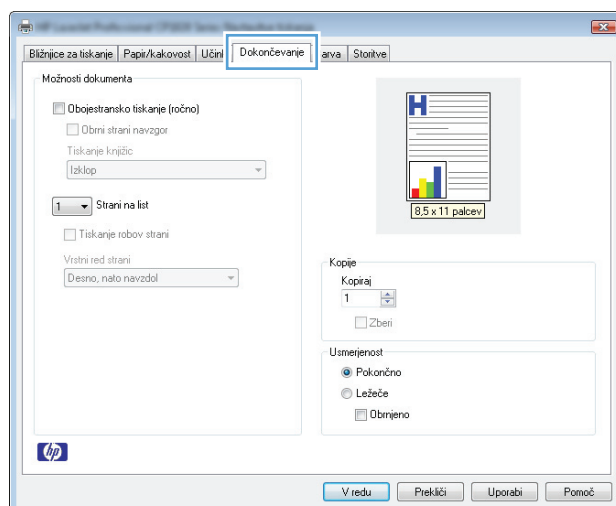 Bližnjice za tiskanje Papir/kakovost Učinl Dokončevanje arva Storitve
Možnosti dokumenta
Obojestransko tiskanje (ročno)
Obrni strani navzgor
Tiskanje knjižic
Izklop
1 Strani na list
Tiskanje robov strani
Vrstni red strani
Desno, nato navzdol
H
8,5 x 11 palcev
Kopije
Kopiraj
1
Zberi
Usmerjenost
Pokončno
Ležeče
Obrnjeno
hp
V redu Prekliči Uporabi Pomoč